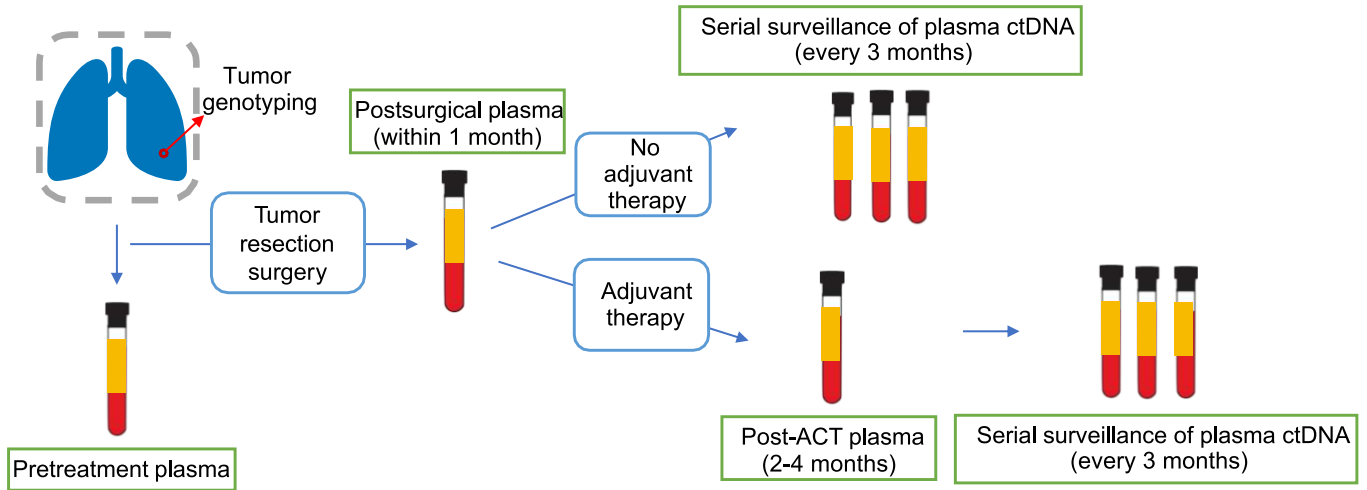 Tumor
genotyping
Pretreatment plasma
Tumor
resection
surgery
Postsurgical plasma
(within 1 month)
No
adjuvant
therapy
Serial surveillance of plasma ctDNA
(every 3 months)
Adjuvant
therapy
Post-ACT plasma
(2-4 months)
Serial surveillance of plasma ctDNA
(every 3 months)